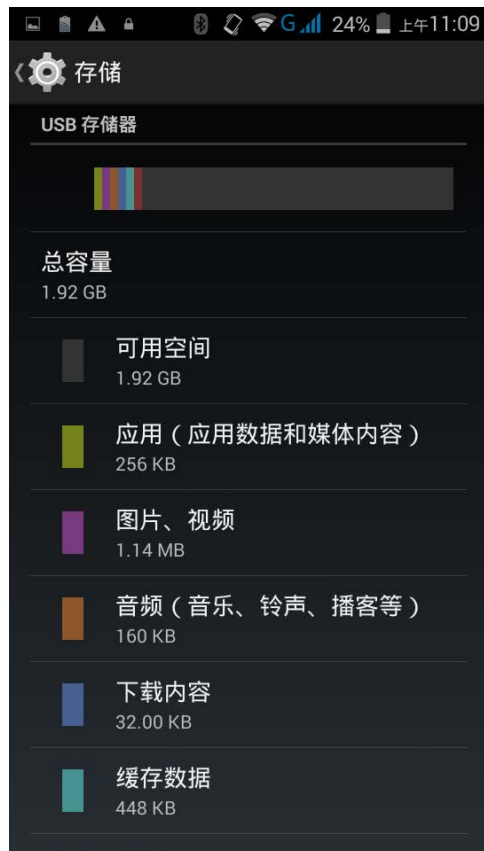 G 24% 上午11:09
存储
USB 存储器
总容量
1.92 GB
可用空间
1.92 GB
应用（应用数据和媒体内容）
256 KB
图片、视频
1.14 MB
音频（音乐、铃声、播客等）
160 KB
下载内容
32.00 KB
缓存数据
448 KB